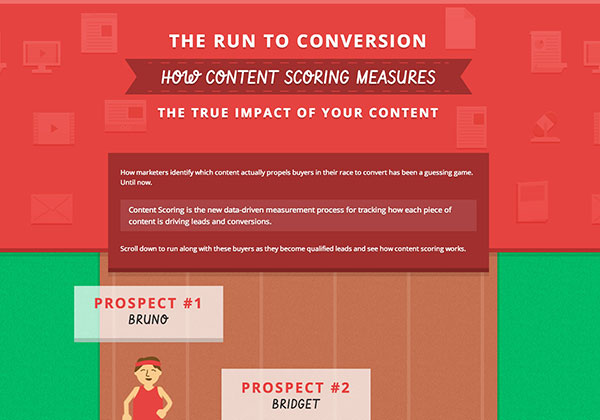 THE RUN TO CONVERSION
HOW CONTENT SCORING MEASURES
THE TRUE IMPACT OF YOUR CONTENT
How marketers identify which content actually propels buyers in their race to convert has been a guessing game.
Until now.
Content Scoring is the new data-driven measurement process for tracking how each piece of
content is driving leads and conversions.
Scroll down to run along with these buyers as they become qualified leads and see how content scoring works.
PROSPECT #1
BRUNO
PROSPECT #2
BRIDGET